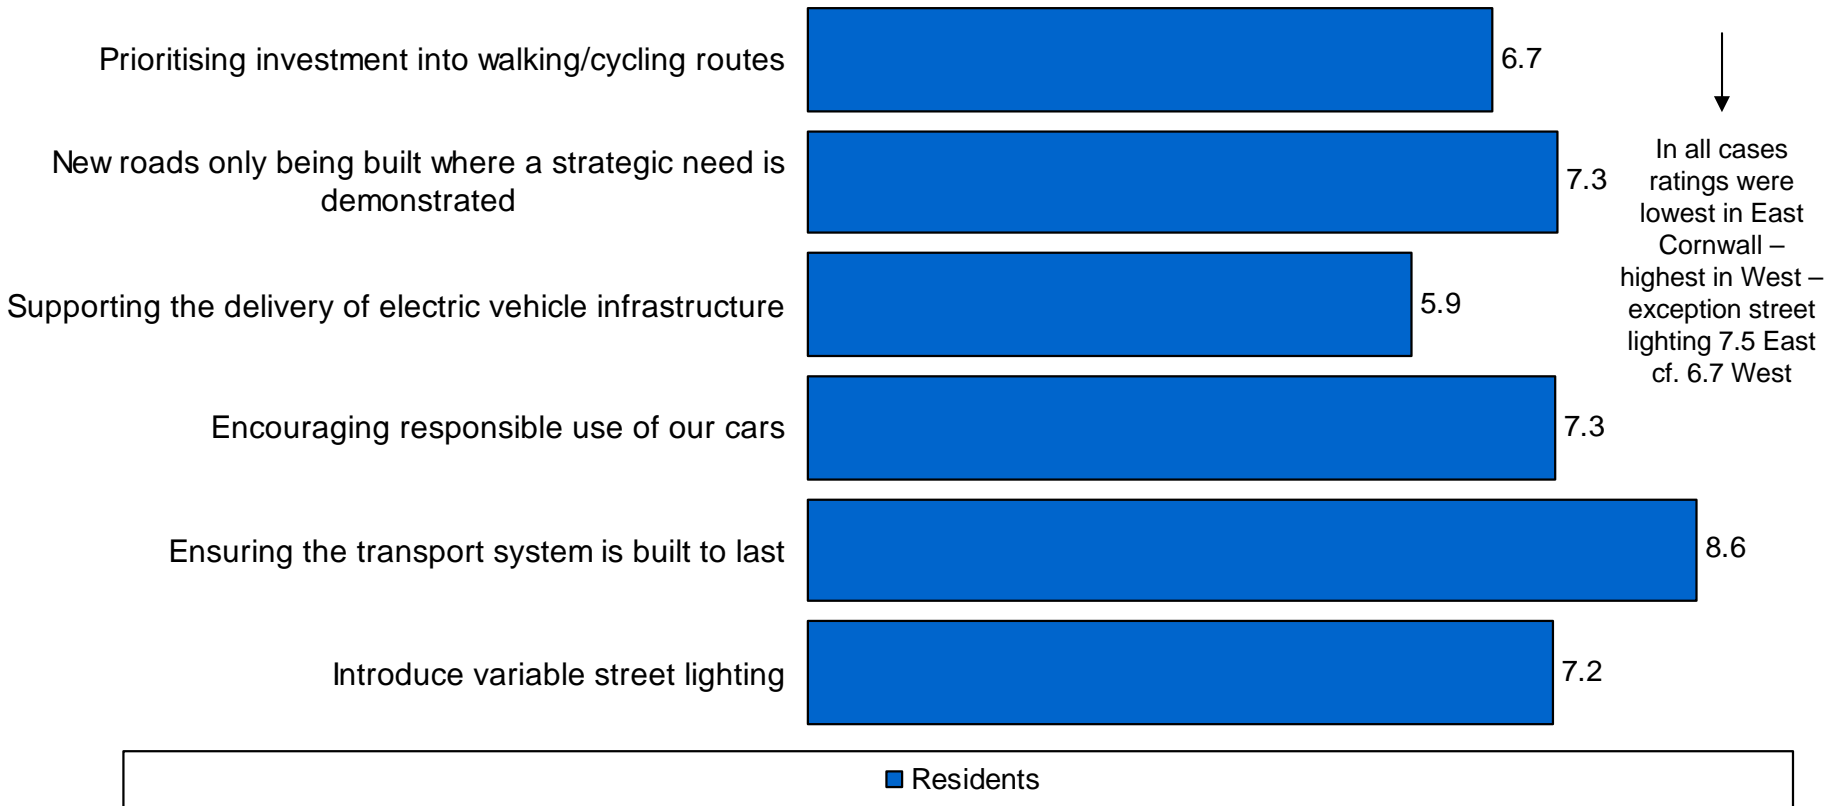 Prioritising investment into walking/cycling routes
6.7
New roads only being built where a strategic need is
demonstrated
7.3
Supporting the delivery of electric vehicle infrastructure
5.9
Encouraging responsible use of our cars
7.3
Ensuring the transport system is built to last
8.6
Introduce variable street lighting
7.2
In all cases
ratings were
lowest in East
Cornwall –
highest in West –
exception street
lighting 7.5 East
cf. 6.7 West
Residents